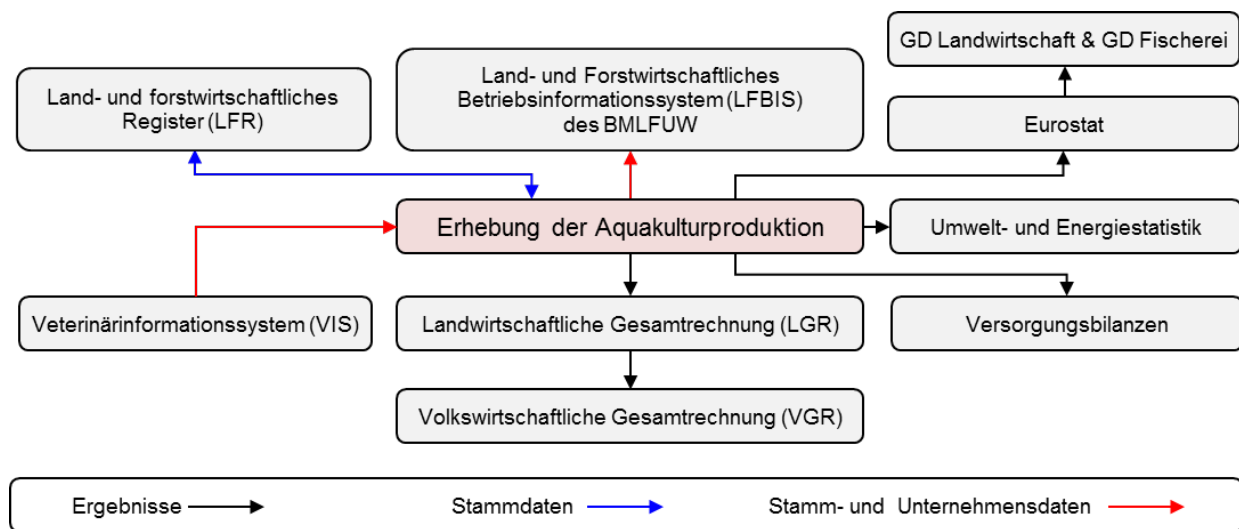 GD Landwirtschaft & GD Fischerei
Land- und forstwirtschaftliches
Register (LFR)
Land- und Forstwirtschaftliches
Betriebsinformationssystem (LFBIS)
des BMLFUW
Eurostat
Erhebung der Aquakulturproduktion
Umwelt- und Energiestatistik
Veterinärinformationssystem (VIS)
Landwirtschaftliche Gesamtrechnung (LGR)
Versorgungsbilanzen
Volkswirtschaftliche Gesamtrechnung (VGR)
Ergebnisse
Stammdaten
Stamm- und Unternehmensdaten